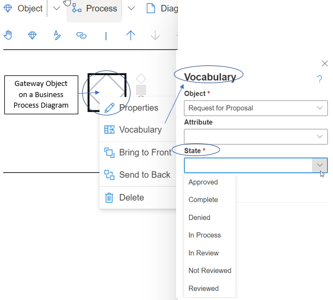 Object
Process
Diag
Gateway Object
on a Business
Process Diagram
Properties
Vocabulary
Bring to Front
Send to Back
Delete
Vocabulary
?
Object *
Request for Proposal
Attribute
State *
Approved
Complete
Denied
In Process
In Review
Not Reviewed
Reviewed